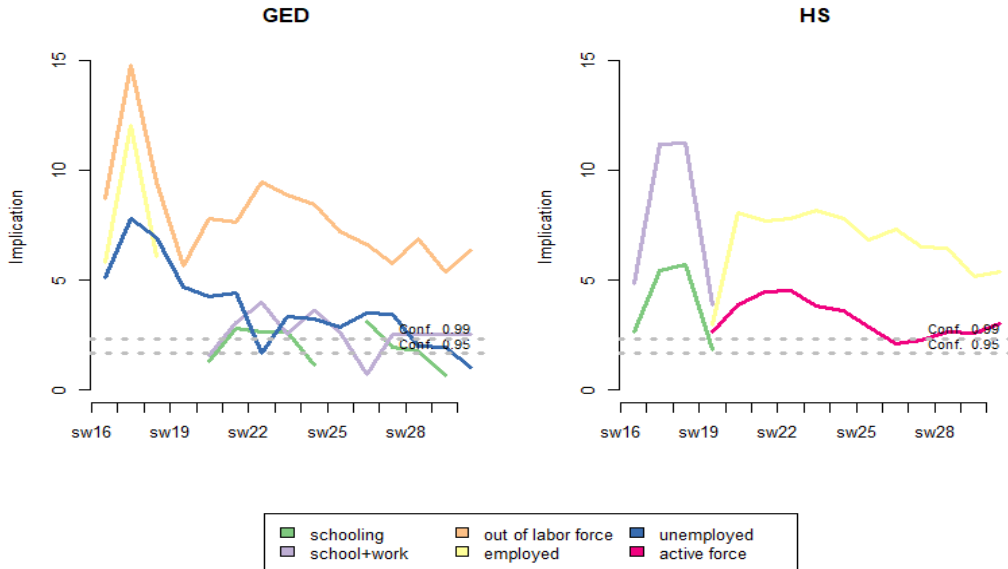 GED
HS
Implication
15
10
5
0
Conf. 0.99
Conf. 0.95
sw16 sw19 sw22 sw25 sw28
Implication
15
10
5
0
Conf. 0.99
Conf. 0.95
sw16 sw19 sw22 sw25 sw28
schooling out of labor force unemployed
school+work employed active force